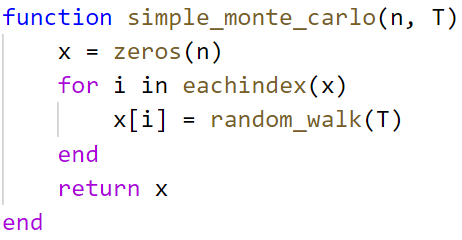 function simple_monte_carlo(n, T)
    x = zeros(n)
    for i in eachindex(x)
        x[i] = random_walk(T)
    end
    return x
end